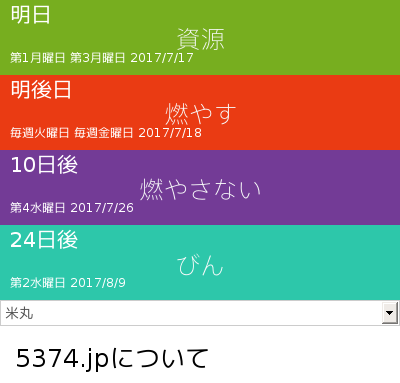 明日
資源
第1月曜日 第3月曜日 2017/7/17
明後日
燃やす
毎週火曜日 毎週金曜日 2017/7/18
10日後
燃やさない
第4水曜日 2017/7/26
24日後
びん
第2水曜日 2017/8/9
米丸
5374.jpについて